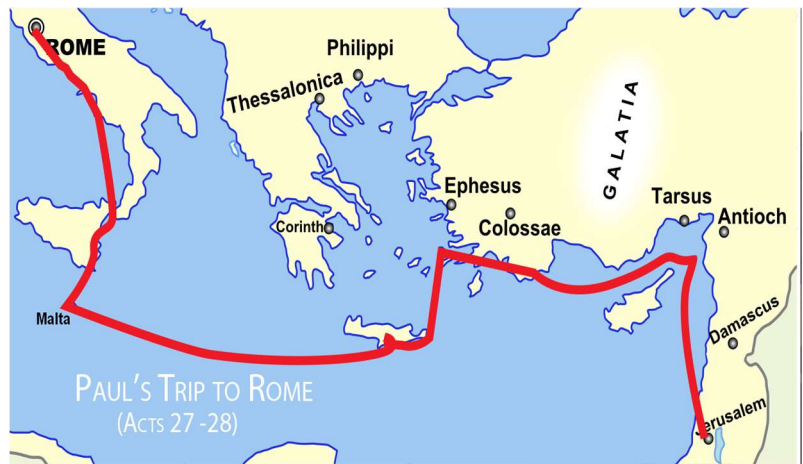 ROME
Philippi
Thessalonica
GALATIA
Ephesus
Tarsus
Antioch
Colossae
Corinth
Malta
Damascus
PAUL'S TRIP TO ROME
(ACTS 27 -28)
Jerusalem